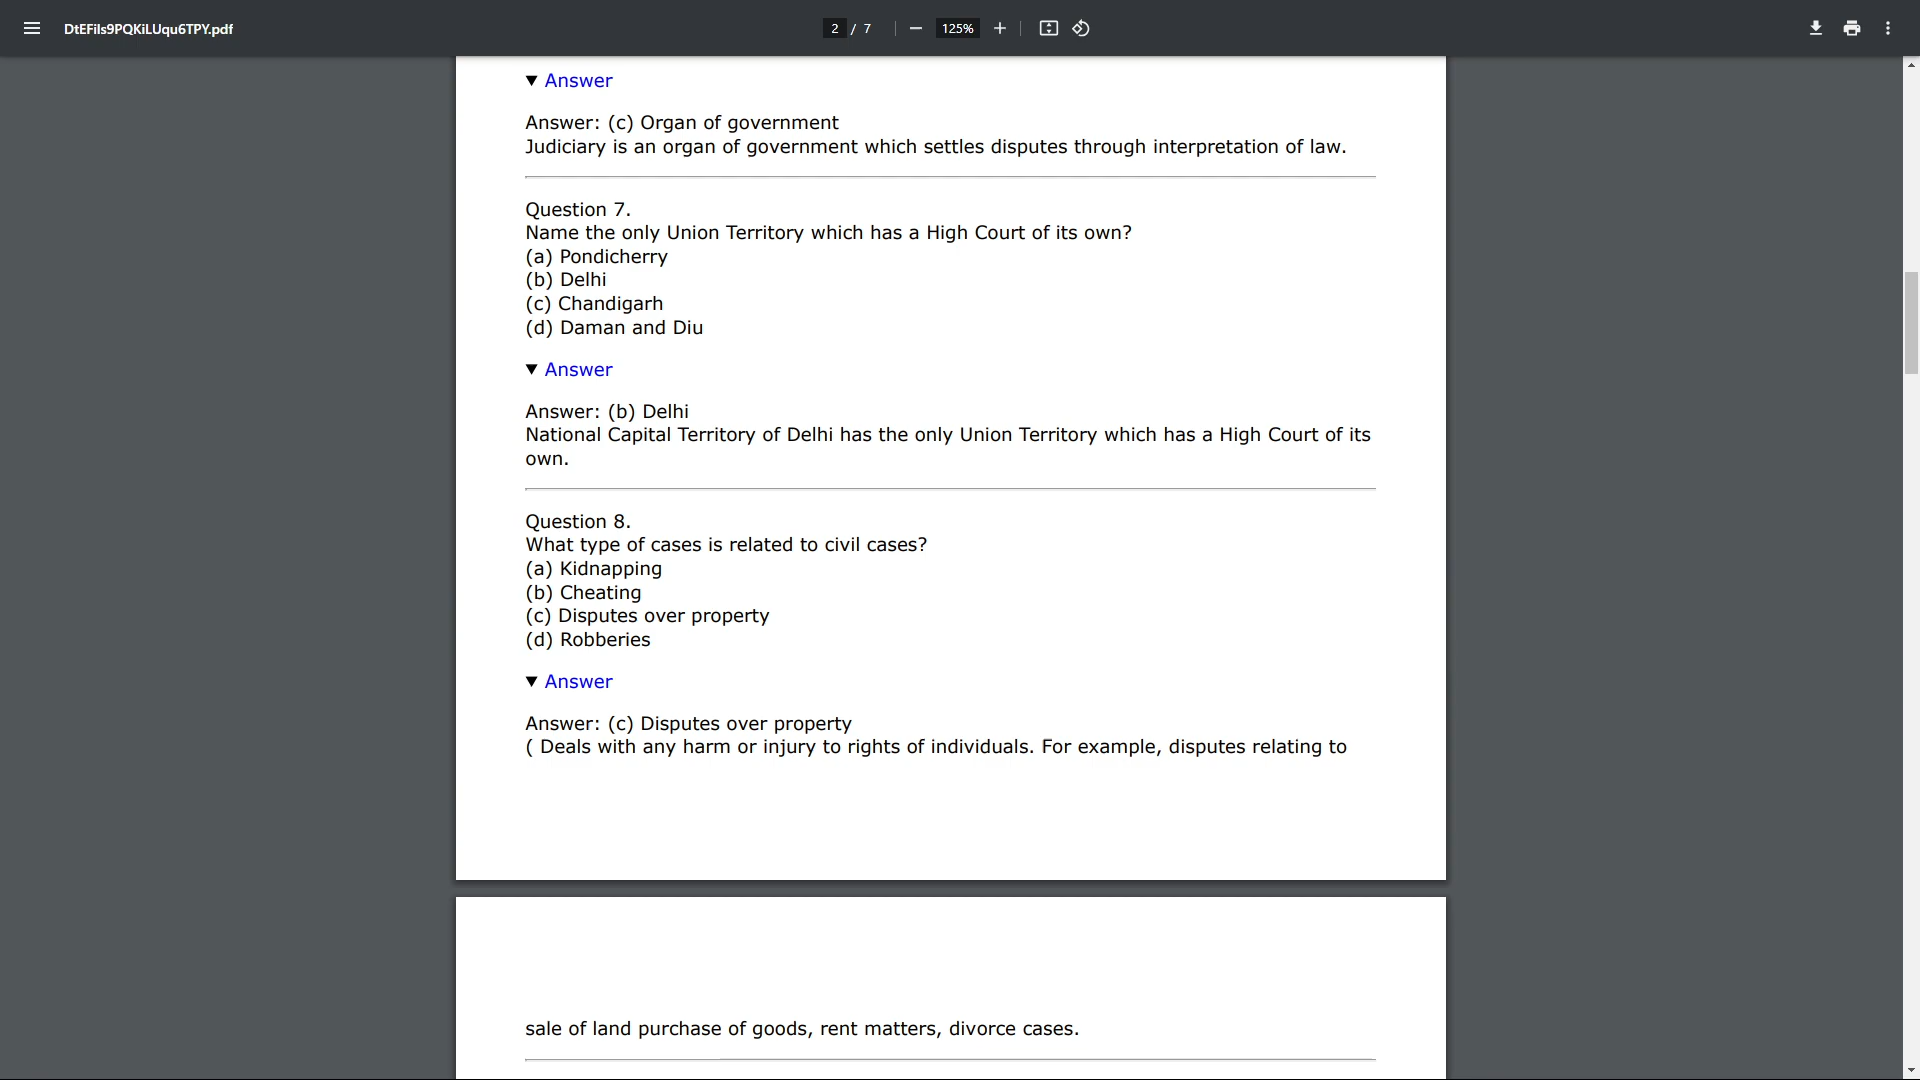 DtEFils9PQKiLUqu6TPY.pdf
2 / 7
125%
Answer
Answer: (c) Organ of government
Judiciary is an organ of government which settles disputes through interpretation of law.
Question 7.
Name the only Union Territory which has a High Court of its own?
(a) Pondicherry
(b) Delhi
(c) Chandigarh
(d) Daman and Diu
Answer
Answer: (b) Delhi
National Capital Territory of Delhi has the only Union Territory which has a High Court of its
own.
Question 8.
What type of cases is related to civil cases?
(a) Kidnapping
(b) Cheating
(c) Disputes over property
(d) Robberies
Answer
Answer: (c) Disputes over property
( Deals with any harm or injury to rights of individuals. For example, disputes relating to
sale of land purchase of goods, rent matters, divorce cases.